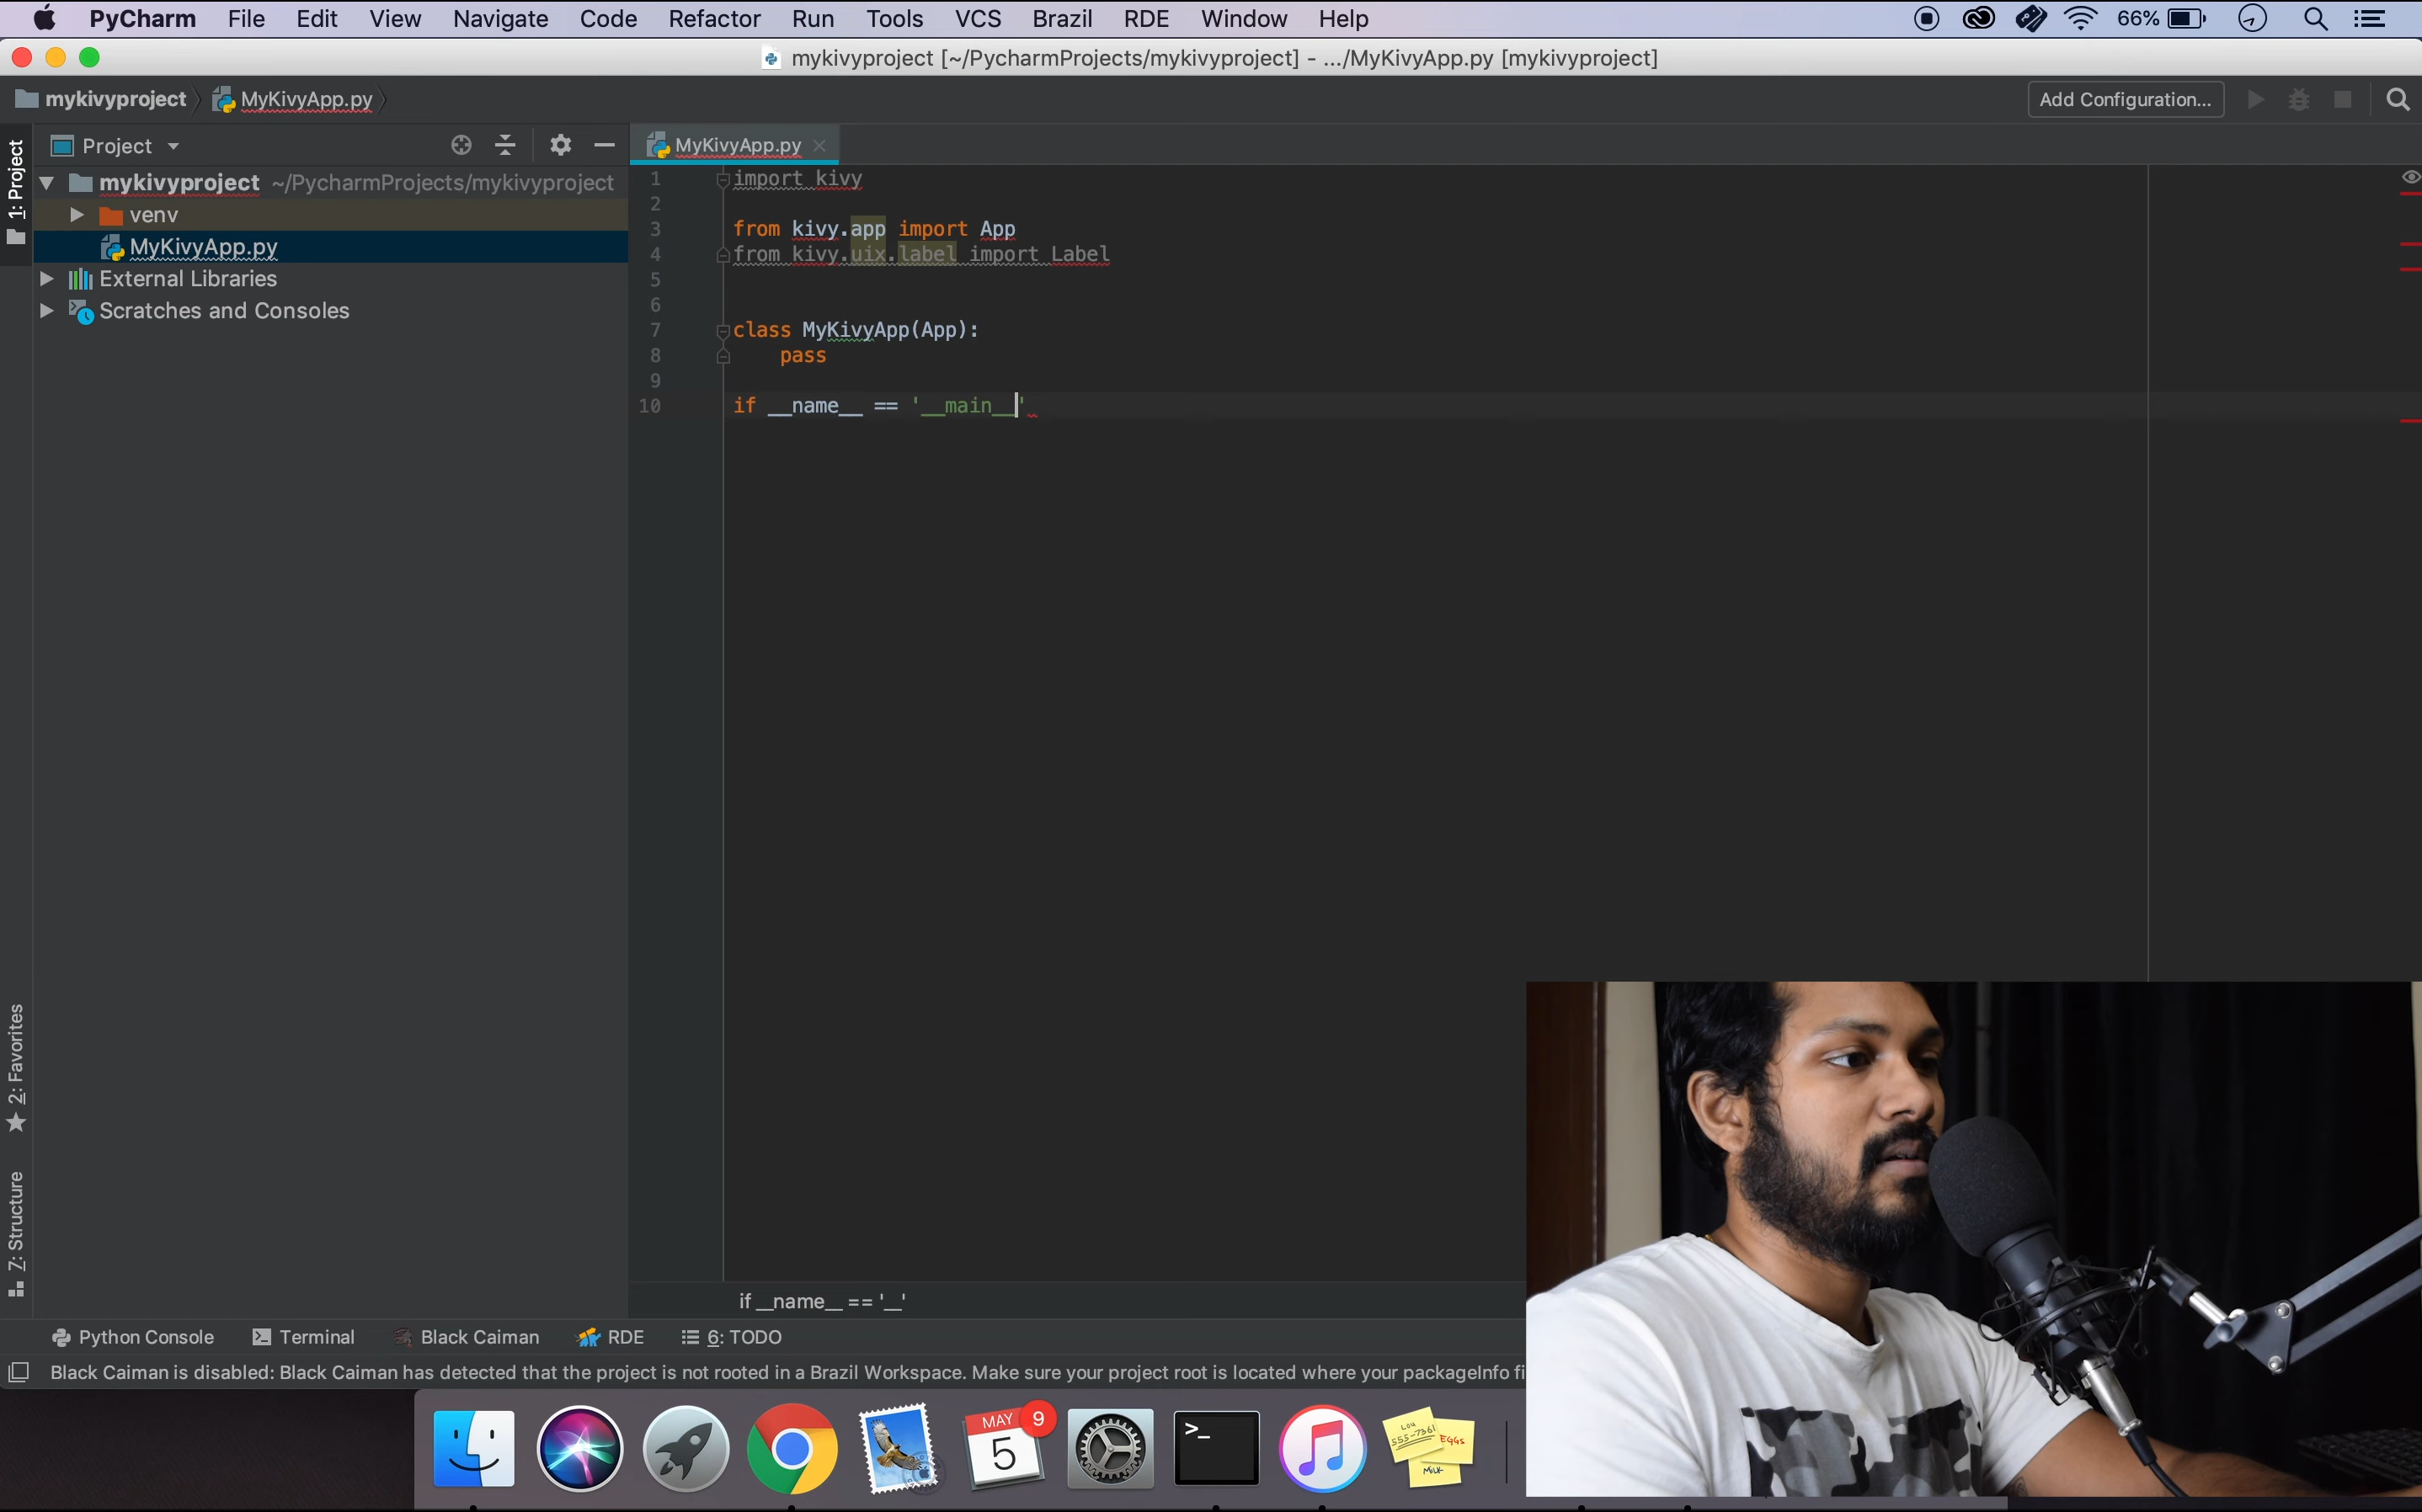 PyCharm File Edit View Navigate Code Refactor Run Tools VCS Brazil RDE Window Help 66%
mykivyproject [~/PycharmProjects/mykivyproject] - .../MyKivyApp.py [mykivyproject]
mykivyproject MyKivyApp.py Add Configuration...
1: Project
Project
MyKivyApp.py
mykivyproject ~/PycharmProjects/mykivyproject
venv
MyKivyApp.py
External Libraries
Scratches and Consoles
1 import kivy
2
3 from kivy.app import App
4 from kivy.uix.label import Label
5
6
7 class MyKivyApp(App):
8 pass
9
10 if __name__ == '__main__'
2: Favorites
7: Structure
if __name__ == '__'
Python Console Terminal Black Caiman RDE 6: TODO
Black Caiman is disabled: Black Caiman has detected that the project is not rooted in a Brazil Workspace. Make sure your project root is located where your packageInfo fi
MAY 9
5
>_
Lou
555-7361
EGGS
MILK